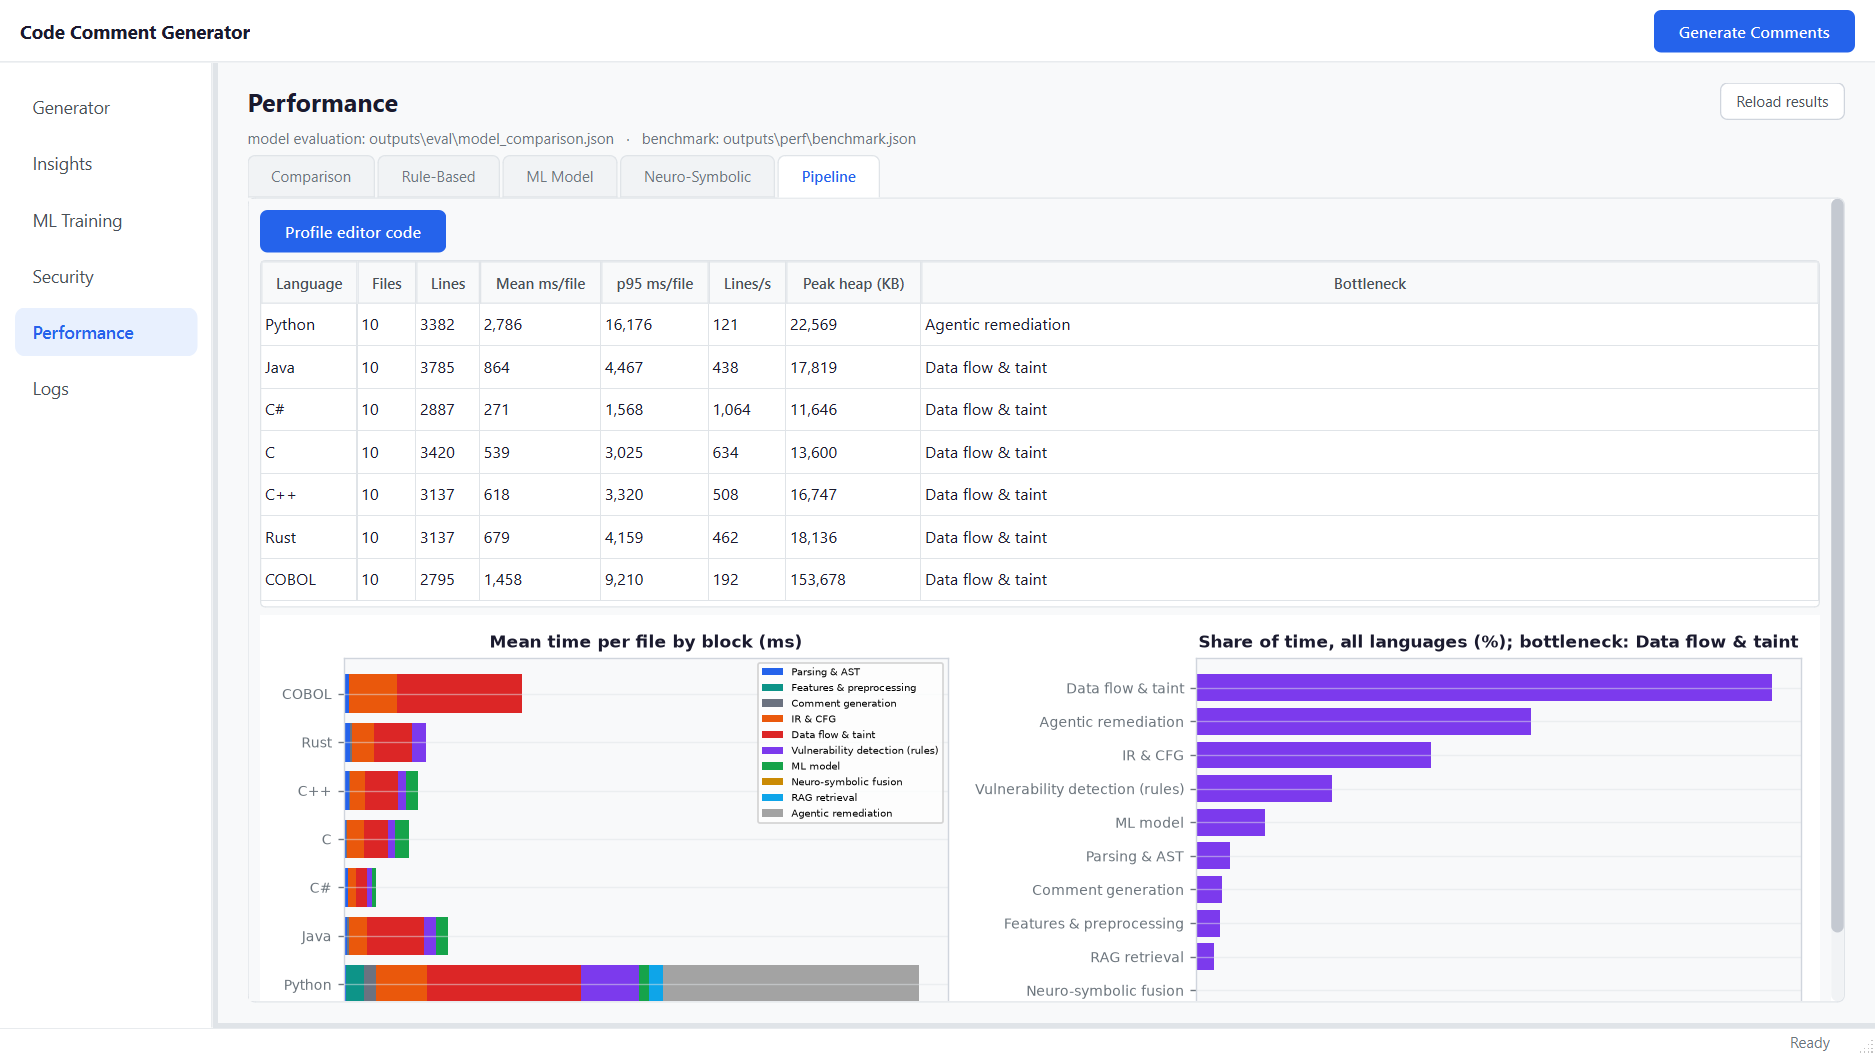 Code Comment Generator
Generate Comments
Generator
Insights
ML Training
Security
Performance
Logs
Performance
Reload results
model evaluation: outputs\eval\model_comparison.json · benchmark: outputs\perf\benchmark.json
Comparison Rule-Based ML Model Neuro-Symbolic Pipeline
Profile editor code
Language Files Lines Mean ms/file p95 ms/file Lines/s Peak heap (KB) Bottleneck
Python 10 3382 2,786 16,176 121 22,569 Agentic remediation
Java 10 3785 864 4,467 438 17,819 Data flow & taint
C# 10 2887 271 1,568 1,064 11,646 Data flow & taint
C 10 3420 539 3,025 634 13,600 Data flow & taint
C++ 10 3137 618 3,320 508 16,747 Data flow & taint
Rust 10 3137 679 4,159 462 18,136 Data flow & taint
COBOL 10 2795 1,458 9,210 192 153,678 Data flow & taint
Mean time per file by block (ms)
COBOL
Rust
C++
C
C#
Java
Python
Parsing & AST
Features & preprocessing
Comment generation
IR & CFG
Data flow & taint
Vulnerability detection (rules)
ML model
Neuro-symbolic fusion
RAG retrieval
Agentic remediation
Share of time, all languages (%); bottleneck: Data flow & taint
Data flow & taint
Agentic remediation
IR & CFG
Vulnerability detection (rules)
ML model
Parsing & AST
Comment generation
Features & preprocessing
RAG retrieval
Neuro-symbolic fusion
Ready